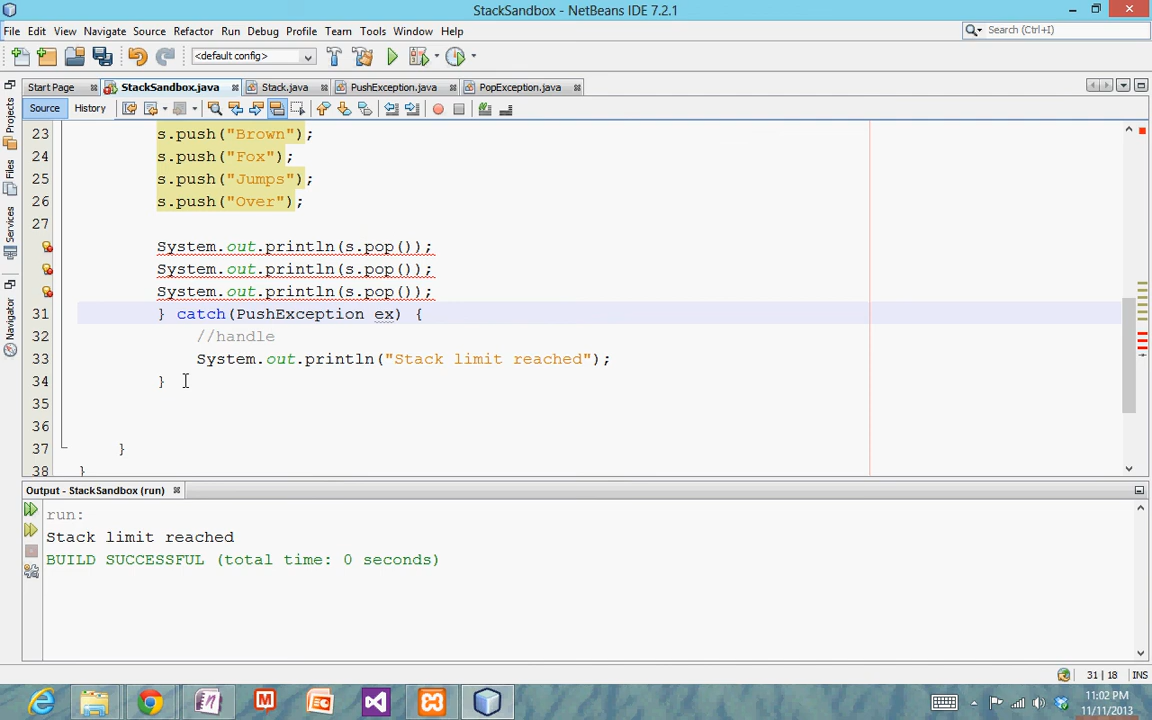 StackSandbox - NetBeans IDE 7.2.1
File Edit View Navigate Source Refactor Run Debug Profile Team Tools Window Help
Search (Ctrl+I)
<default config>
Start Page StackSandbox.java Stack.java PushException.java PopException.java
Source History
Projects
Files
Services
Navigator
23 s.push("Brown");
24 s.push("Fox");
25 s.push("Jumps");
26 s.push("Over");
27
System.out.println(s.pop());
System.out.println(s.pop());
System.out.println(s.pop());
31 } catch(PushException ex) {
32 //handle
33 System.out.println("Stack limit reached");
34 }
35
36
37 }
38 }
Output - StackSandbox (run)
run:
Stack limit reached
BUILD SUCCESSFUL (total time: 0 seconds)
31 | 18 INS
11:02 PM
11/11/2013